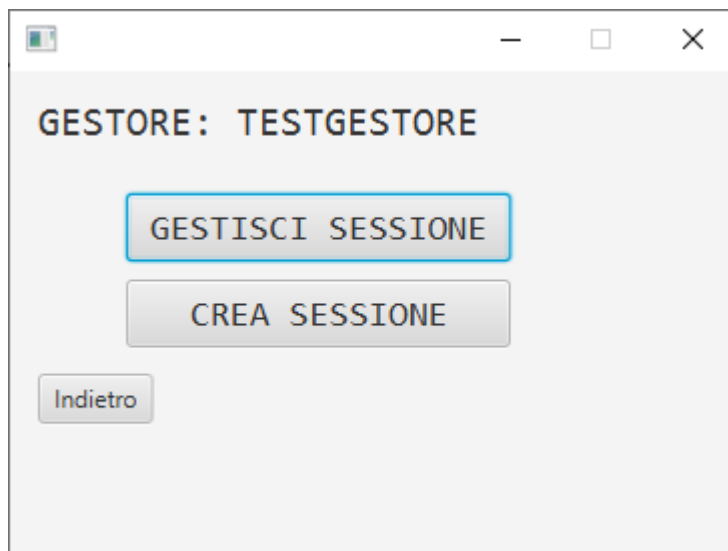 GESTORE: TESTGESTORE
GESTISCI SESSIONE
CREA SESSIONE
Indietro